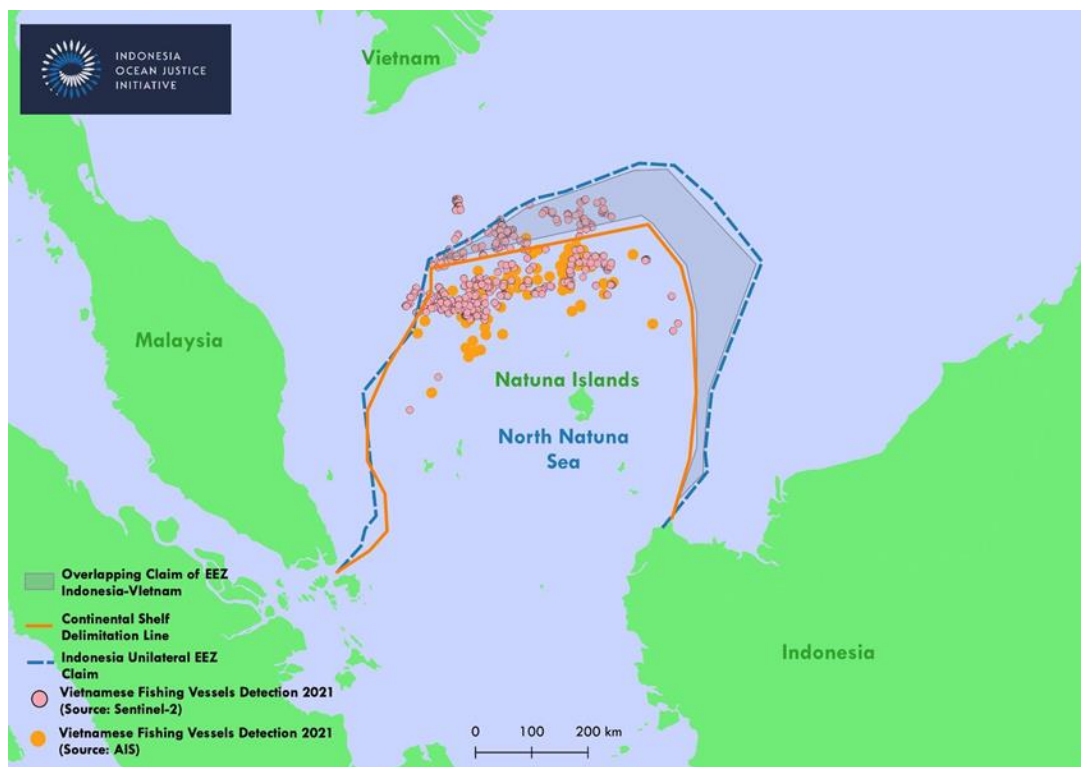 INDONESIA
OCEAN JUSTICE
INITIATIVE
Vietnam
Malaysia
Natuna Islands
North Natuna
Sea
Indonesia
Overlapping Claim of EEZ
Indonesia-VIetnam
Continental Shelf
Delimitation Line
Indonesia Unilateral EEZ
Claim
Vietnamese Fishing Vessels Detection 2021
(Source: Sentinel-2)
Vietnamese Fishing Vessels Detection 2021
(Source: AIS)
0 100 200 km